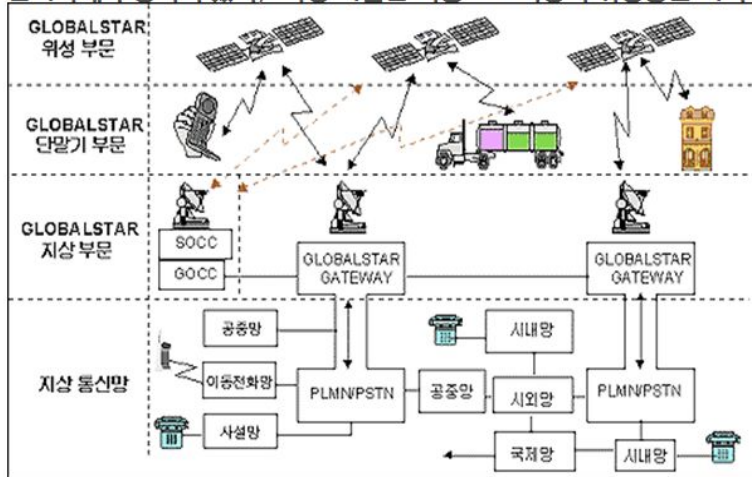 GLOBALSTAR
위성 부문
GLOBALSTAR
단말기 부문
GLOBALSTAR
지상 부문
SOCC
GOCC
GLOBALSTAR
GATEWAY
GLOBALSTAR
GATEWAY
지상 통신망
공중망
이동전화망
사설망
PLMN/PSTN
공중망
시내망
시외망
국제망
PLMN/PSTN
시내망